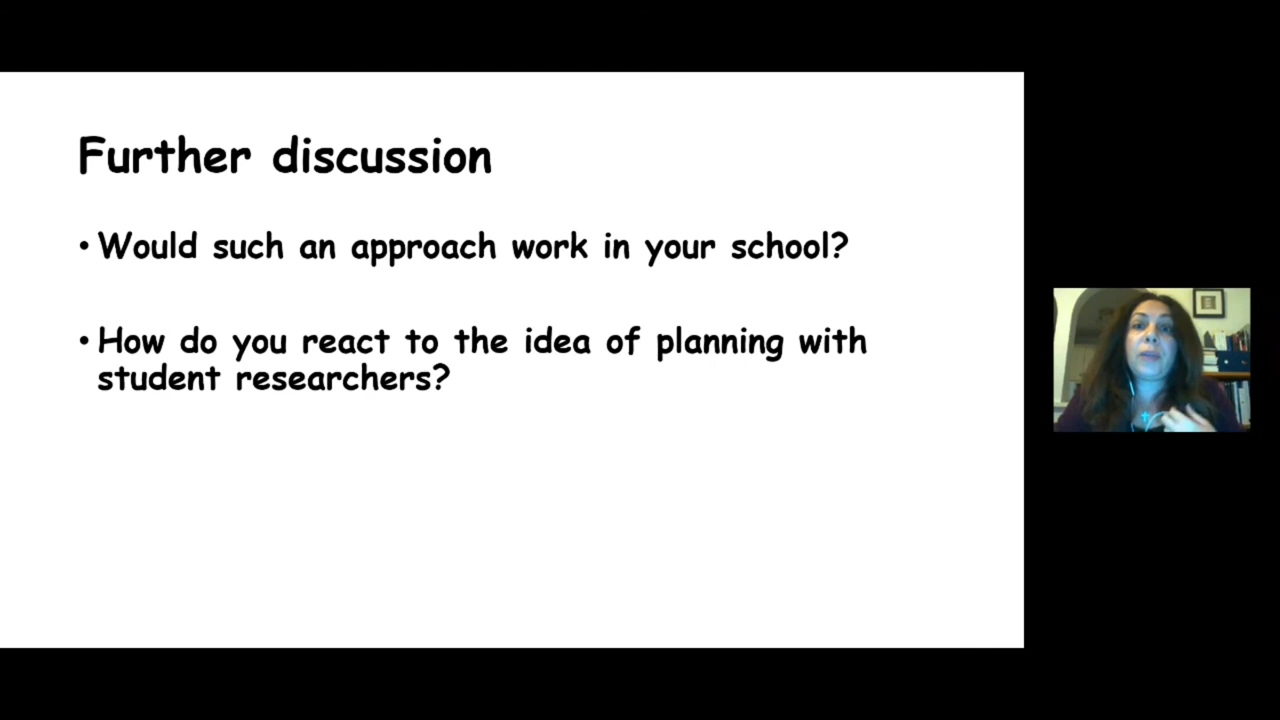 Further discussion
• Would such an approach work in your school?
• How do you react to the idea of planning with
student researchers?